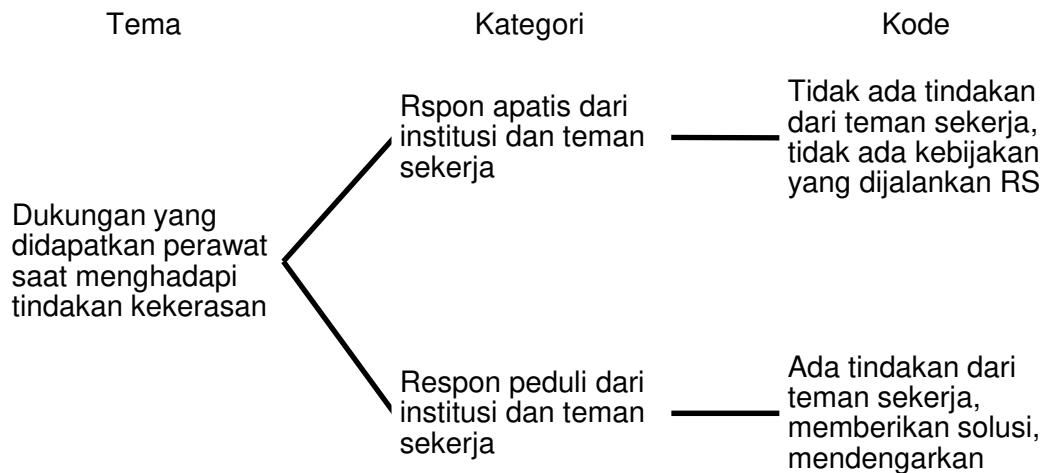 Tema
Kategori
Kode
Dukungan yang
didapatkan perawat
saat menghadapi
tindakan kekerasan
Rspon apatis dari
institusi dan teman
sekerja
Tidak ada tindakan
dari teman sekerja,
tidak ada kebijakan
yang dijalankan RS
Respon peduli dari
institusi dan teman
sekerja
Ada tindakan dari
teman sekerja,
memberikan solusi,
mendengarkan